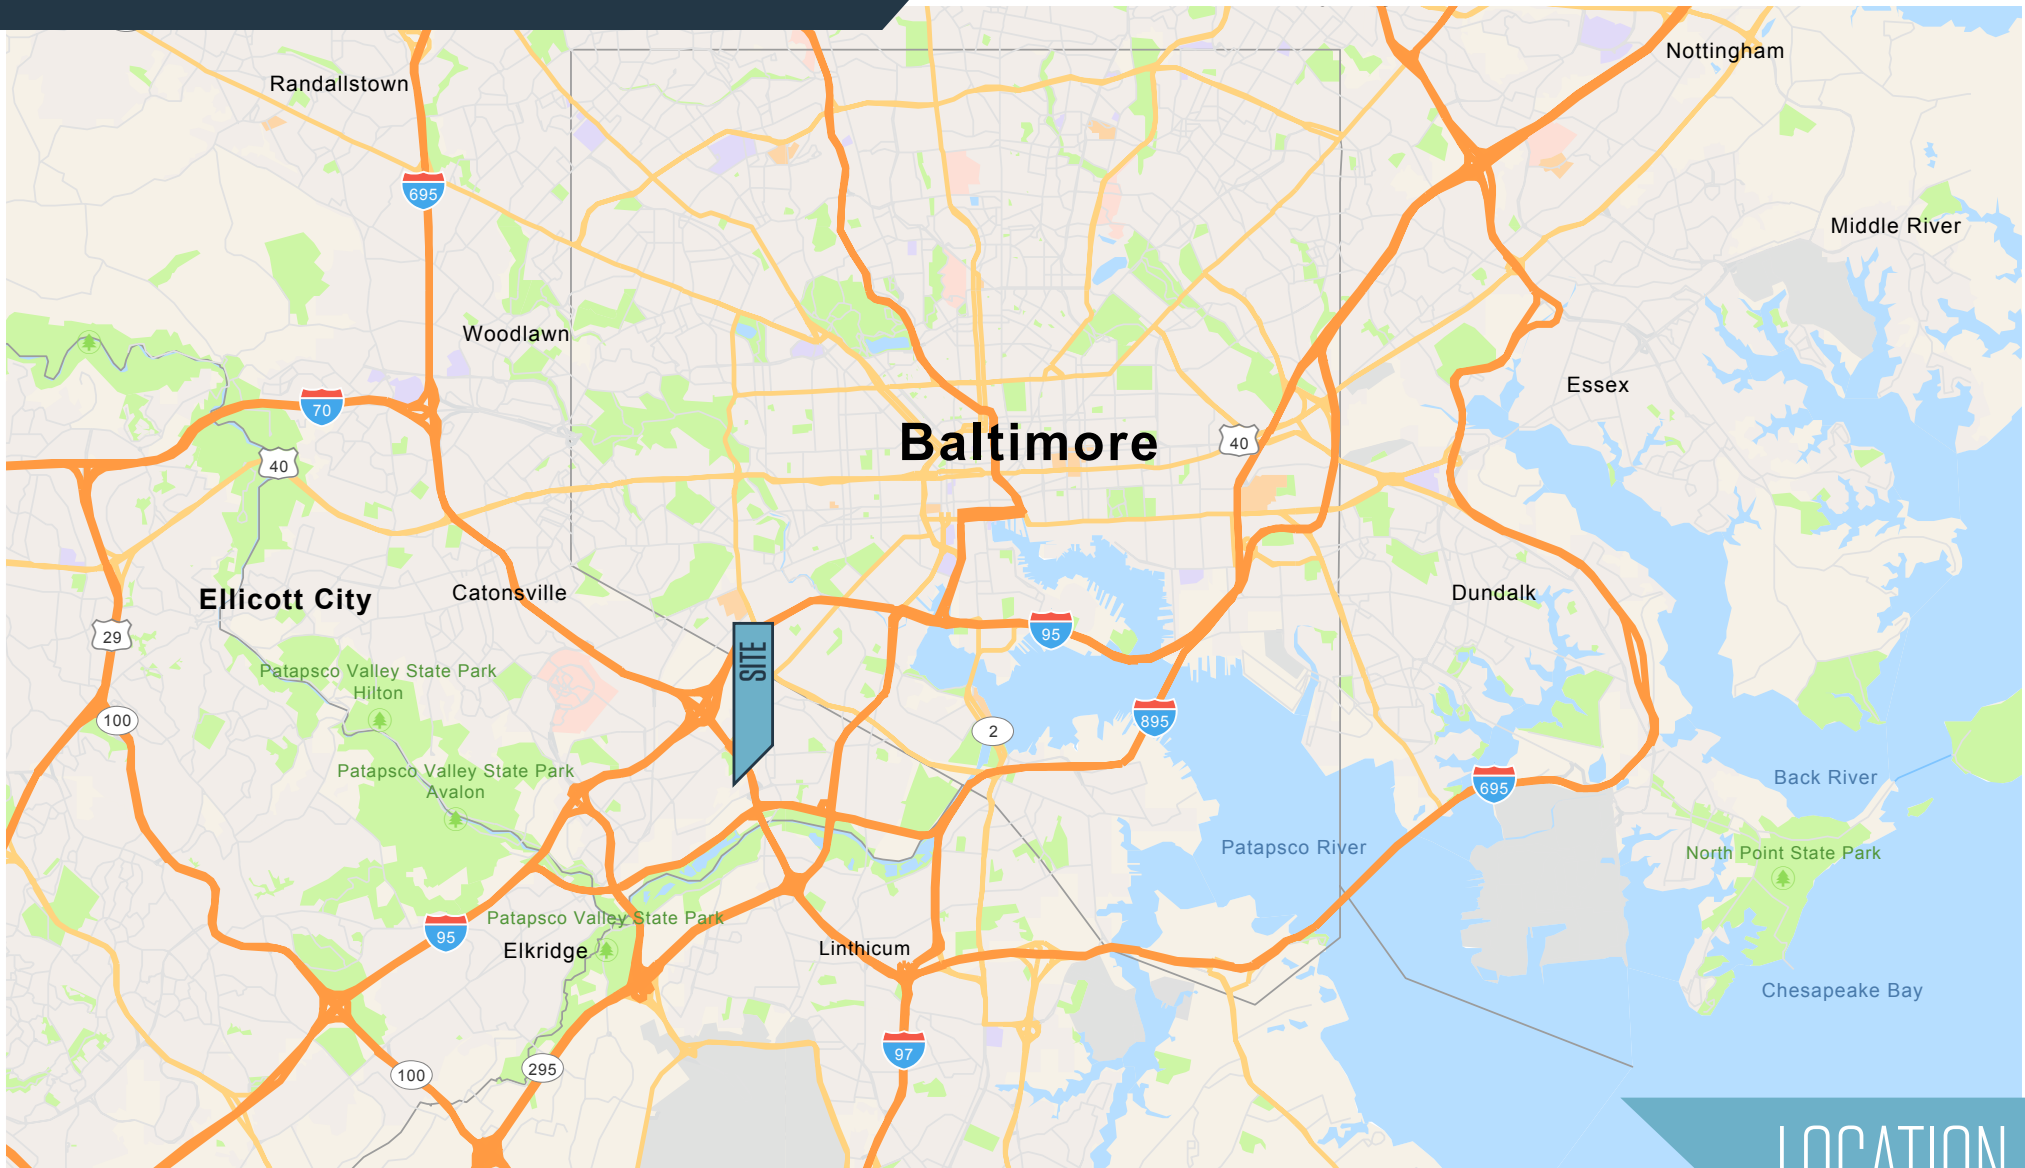 Nottingham
Randallstown
695
Middle River
Woodlawn
Essex
70
Baltimore
40
40
Ellicott City
Catonsville
Dundalk
29
95
SITE
Patapsco Valley State Park
Hilton
100
895
2
Patapsco Valley State Park
Avalon
Back River
695
Patapsco River
North Point State Park
Patapsco Valley State Park
95
Elkridge
Linthicum
Chesapeake Bay
97
100
295
LOCATION